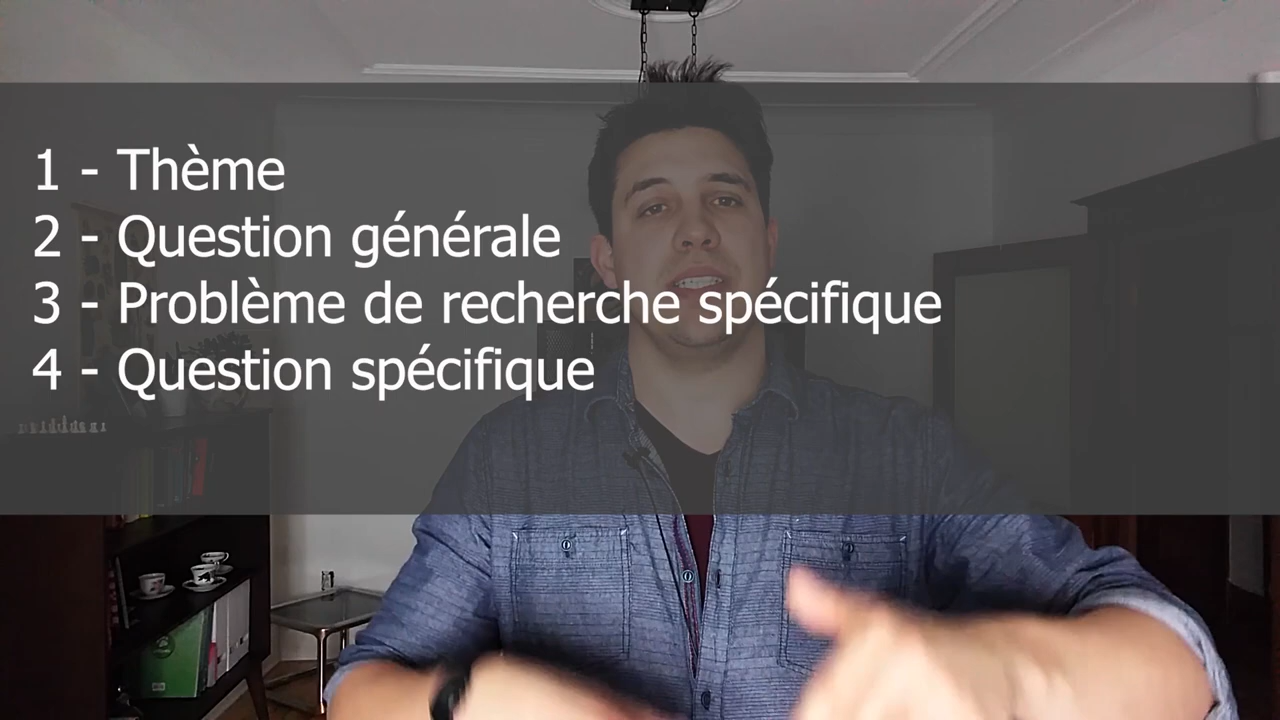 1 - Thème
2 - Question générale
3 - Problème de recherche spécifique
4 - Question spécifique